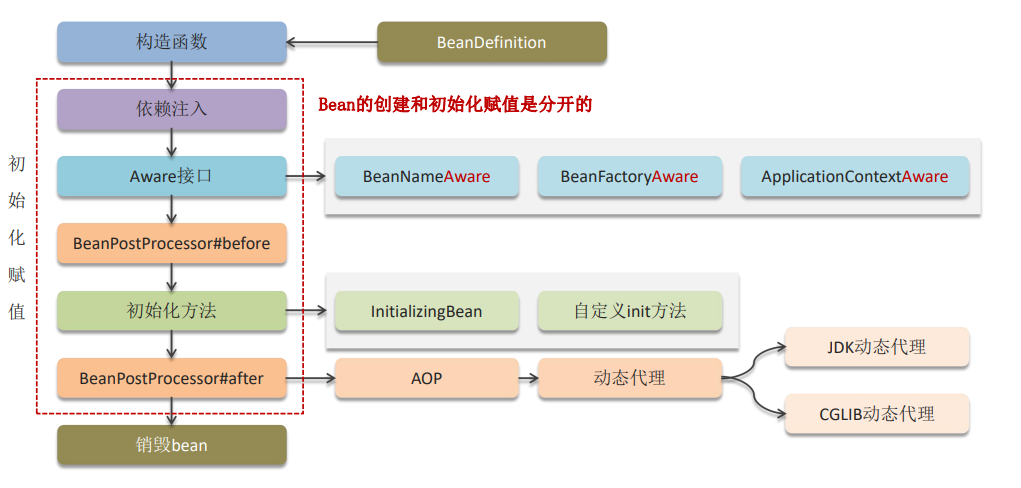 构造函数
BeanDefinition
依赖注入
Bean的创建和初始化赋值是分开的
初始化赋值
Aware接口
BeanNameAware
BeanFactoryAware
ApplicationContextAware
BeanPostProcessor#before
初始化方法
InitializingBean
自定义init方法
BeanPostProcessor#after
AOP
动态代理
JDK动态代理
CGLIB动态代理
销毁bean